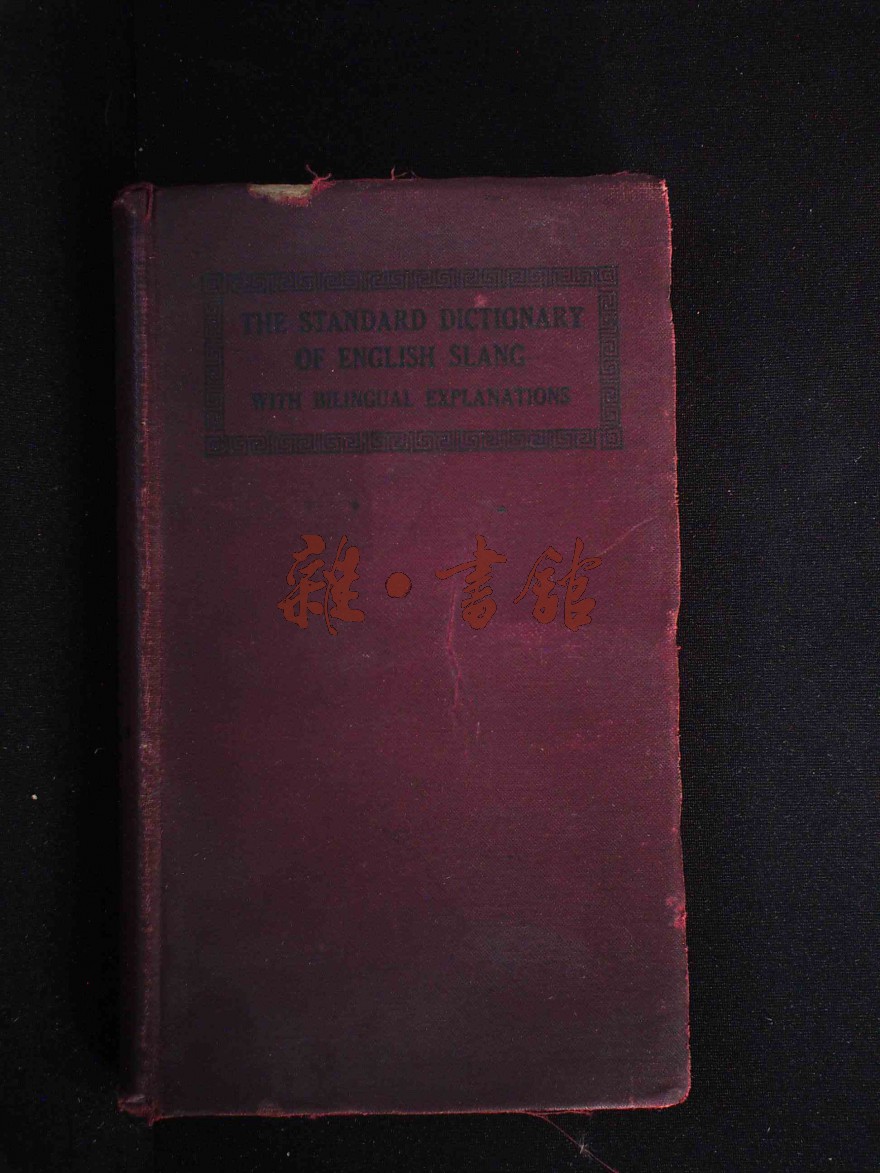 THE STANDARD DICTIONARY
OF ENGLISH SLANG
WITH BILINGUAL EXPLANATIONS
雜·書館